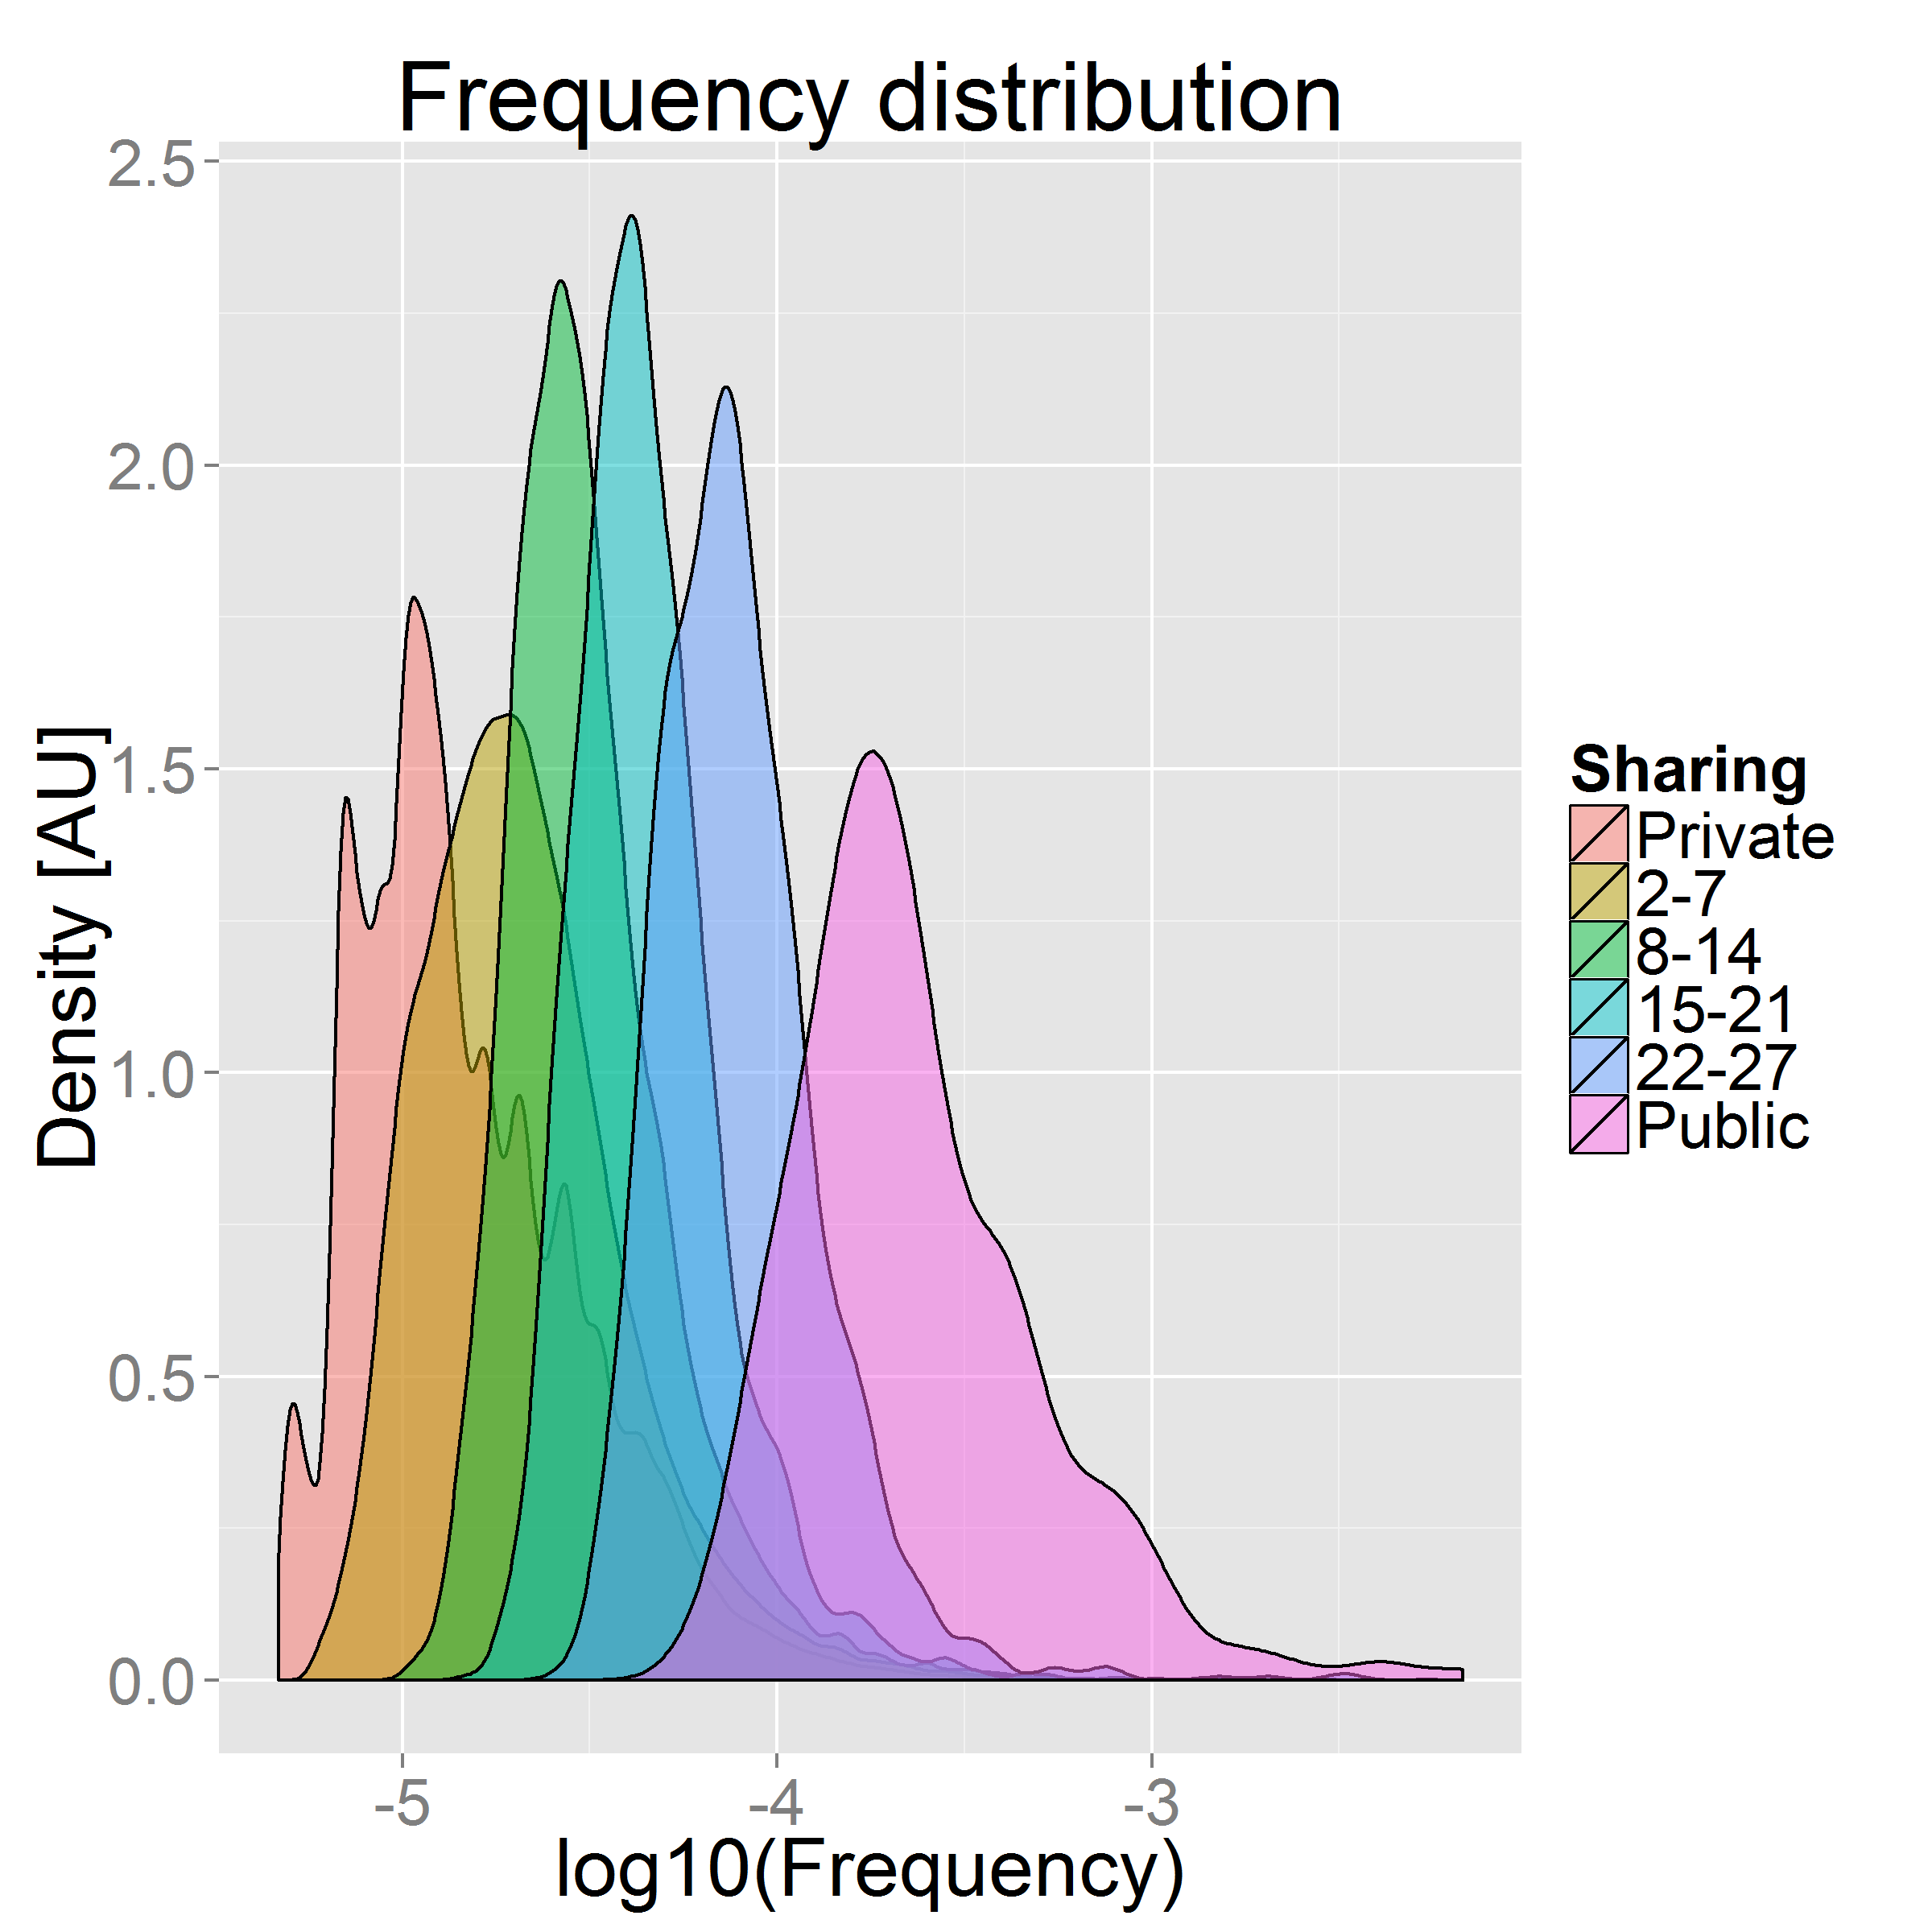 Frequency distribution
2.5
2.0
1.5
1.0
0.5
0.0
Density [AU]
-5
-4
-3
log10(Frequency)
Sharing
Private
2-7
8-14
15-21
22-27
Public